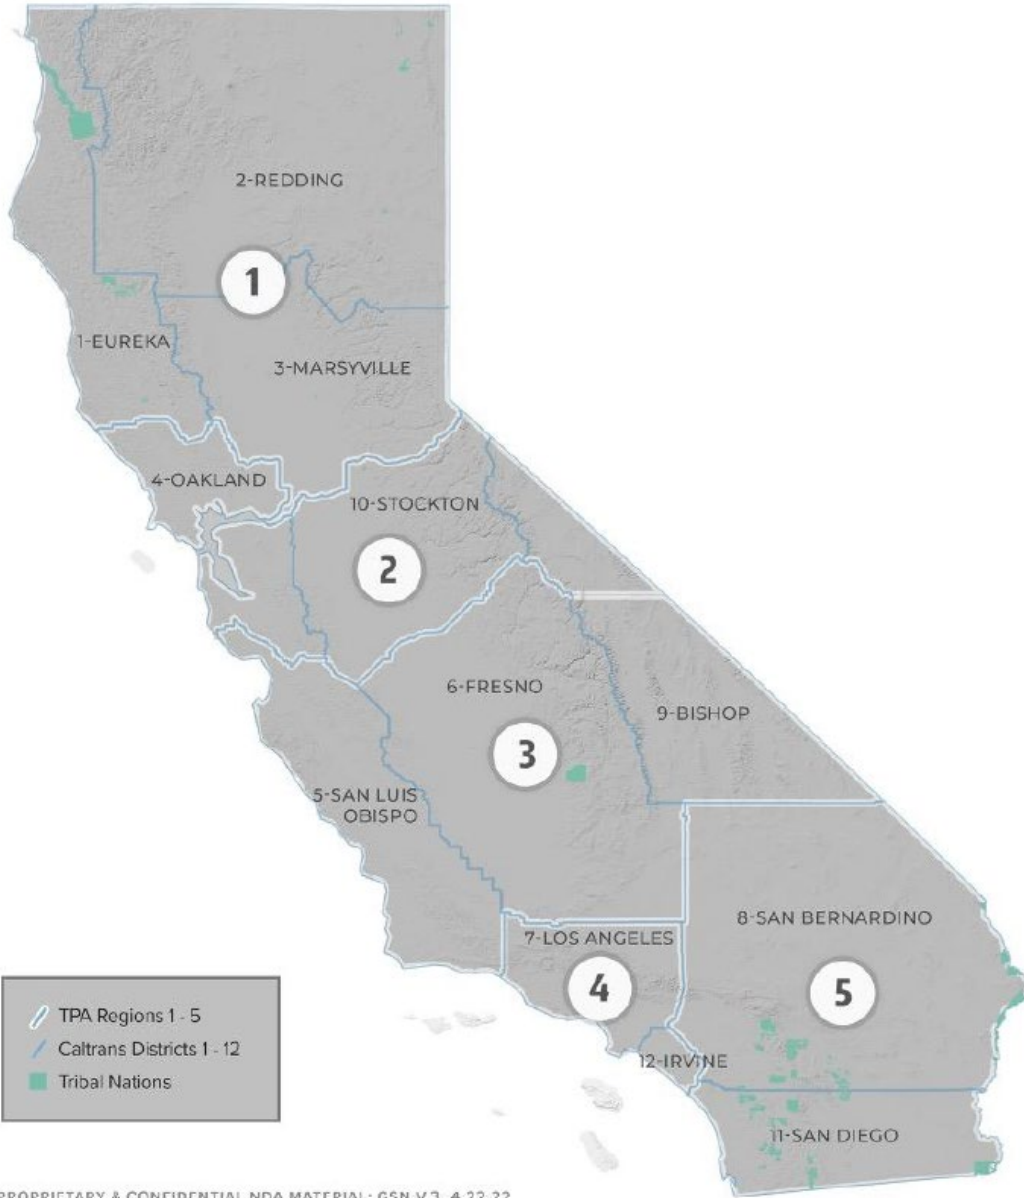 2-REDDING
1
1-EUREKA
3-MARSYVILLE
4-OAKLAND
10-STOCKTON
2
6-FRESNO
9-BISHOP
3
5-SAN LUIS
OBISPO
8-SAN BERNARDINO
7-LOS ANGELES
4
5
12-IRVINE
11-SAN DIEGO
TPA Regions 1 - 5
Caltrans Districts 1 - 12
Tribal Nations
PROPRIETARY & CONFIDENTIAL NDA MATERIAL: GSN V.3 4-22-22